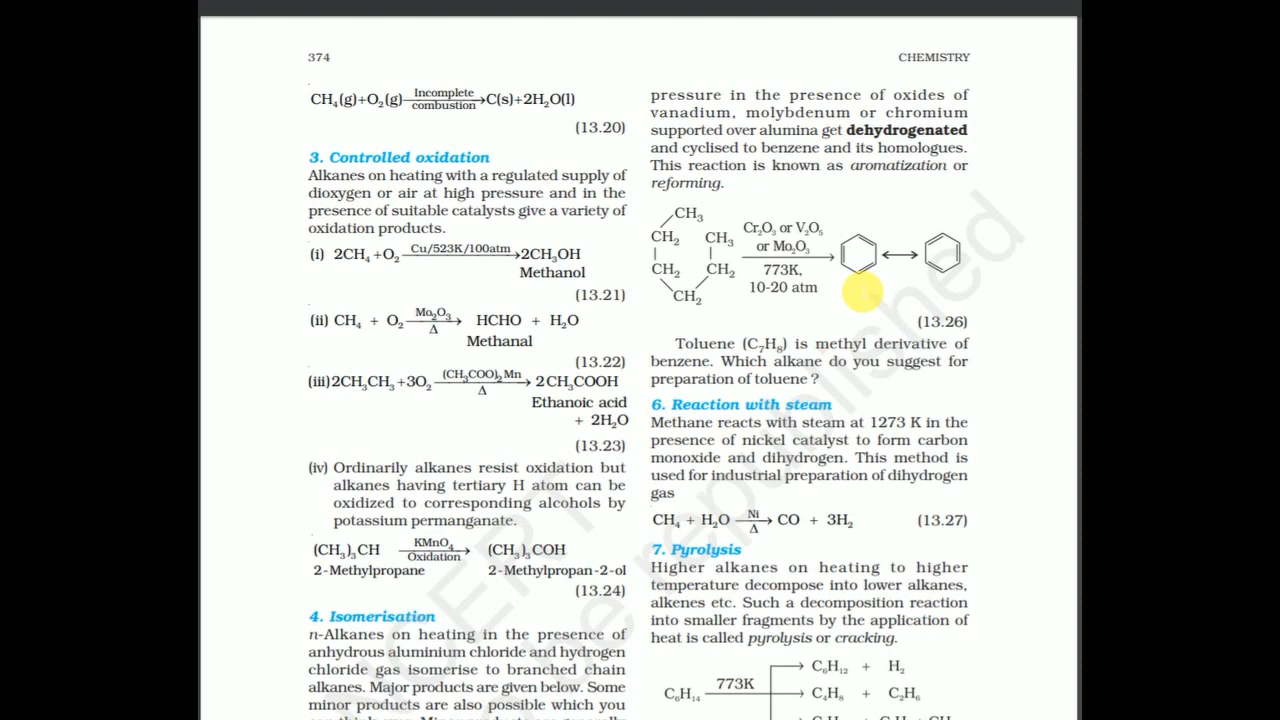 374
CHEMISTRY
CH₄(g)+O₂(g) Incomplete combustion → C(s)+2H₂O(l)
(13.20)
3. Controlled oxidation
Alkanes on heating with a regulated supply of
dioxygen or air at high pressure and in the
presence of suitable catalysts give a variety of
oxidation products.
(i) 2CH₄+O₂ Cu/523K/100atm → 2CH₃OH
Methanol
(13.21)
(ii) CH₄ + O₂ Mo₂O₃ Δ → HCHO + H₂O
Methanal
(13.22)
(iii) 2CH₃CH₃+3O₂ (CH₃COO)₂Mn Δ → 2CH₃COOH
Ethanoic acid
+ 2H₂O
(13.23)
(iv) Ordinarily alkanes resist oxidation but
alkanes having tertiary H atom can be
oxidized to corresponding alcohols by
potassium permanganate.
(CH₃)₃CH KMnO₄ Oxidation → (CH₃)₃COH
2-Methylpropane 2-Methylpropan-2-ol
(13.24)
4. Isomerisation
n-Alkanes on heating in the presence of
anhydrous aluminium chloride and hydrogen
chloride gas isomerise to branched chain
alkanes. Major products are given below. Some
minor products are also possible which you
pressure in the presence of oxides of
vanadium, molybdenum or chromium
supported over alumina get dehydrogenated
and cyclised to benzene and its homologues.
This reaction is known as aromatization or
reforming.
CH₃
CH₂ CH₃
CH₂ CH₂
CH₂
Cr₂O₃ or V₂O₅
or Mo₂O₃
773K,
10-20 atm
(13.26)
Toluene (C₇H₈) is methyl derivative of
benzene. Which alkane do you suggest for
preparation of toluene ?
6. Reaction with steam
Methane reacts with steam at 1273 K in the
presence of nickel catalyst to form carbon
monoxide and dihydrogen. This method is
used for industrial preparation of dihydrogen
gas
CH₄ + H₂O Ni Δ → CO + 3H₂ (13.27)
7. Pyrolysis
Higher alkanes on heating to higher
temperature decompose into lower alkanes,
alkenes etc. Such a decomposition reaction
into smaller fragments by the application of
heat is called pyrolysis or cracking.
→ C₆H₁₂ + H₂
C₆H₁₄ 773K → C₄H₈ + C₂H₆
NCERT
be republished